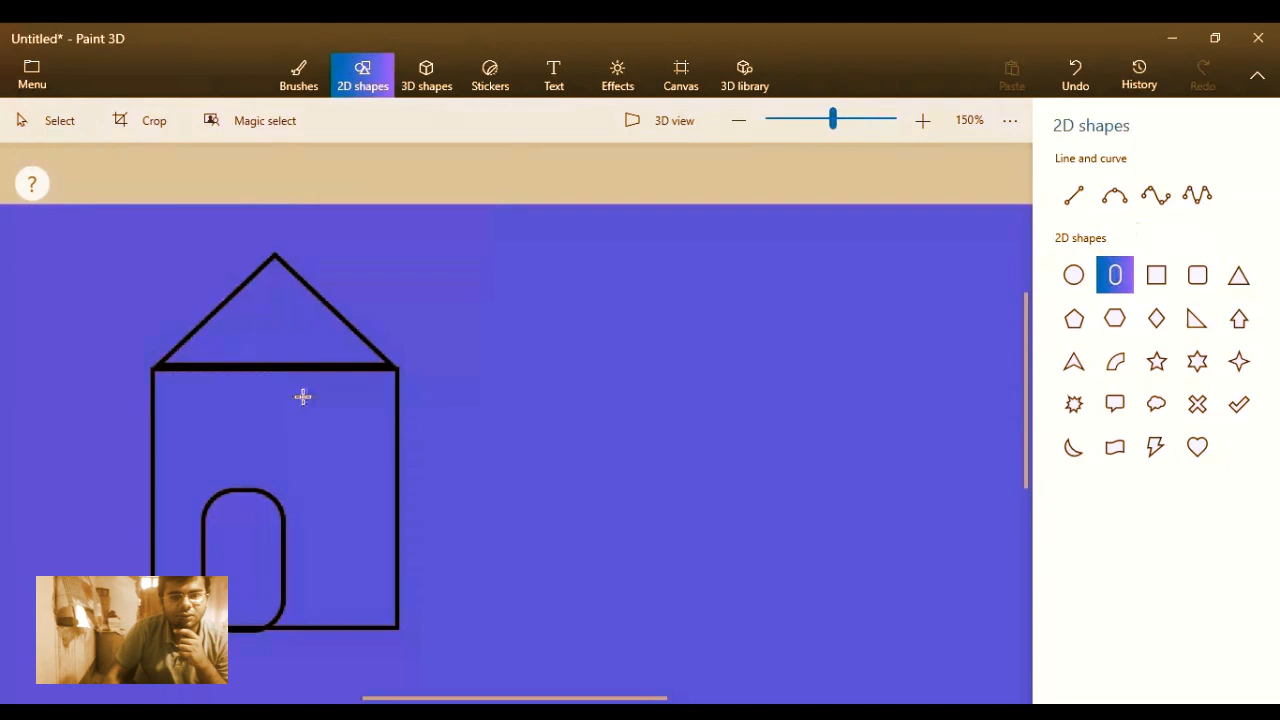 Untitled* - Paint 3D
Menu
Brushes
2D shapes
3D shapes
Stickers
Text
Effects
Canvas
3D library
Paste
Undo
History
Redo
Select
Crop
Magic select
3D view
150%
?
2D shapes
Line and curve
2D shapes